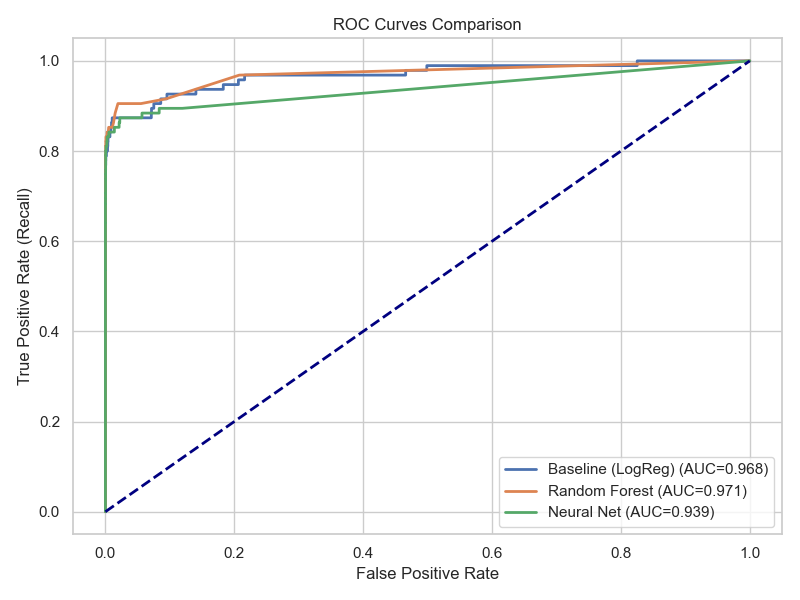 ROC Curves Comparison
1.0
0.8
0.6
0.4
0.2
0.0
True Positive Rate (Recall)
0.0 0.2 0.4 0.6 0.8 1.0
False Positive Rate
Baseline (LogReg) (AUC=0.968)
Random Forest (AUC=0.971)
Neural Net (AUC=0.939)